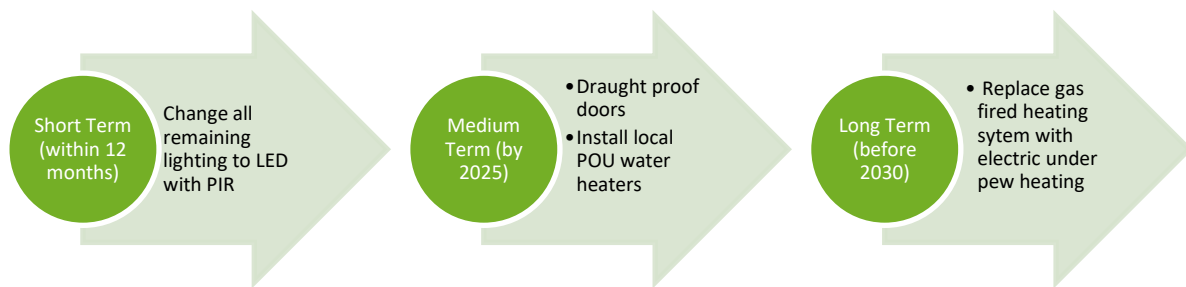 Short Term
(within 12
months)
Change all
remaining
lighting to LED
with PIR
Medium
Term (by
2025)
•Draught proof
doors
•Install local
POU water
heaters
Long Term
(before
2030)
• Replace gas
fired heating
sytem with
electric under
pew heating